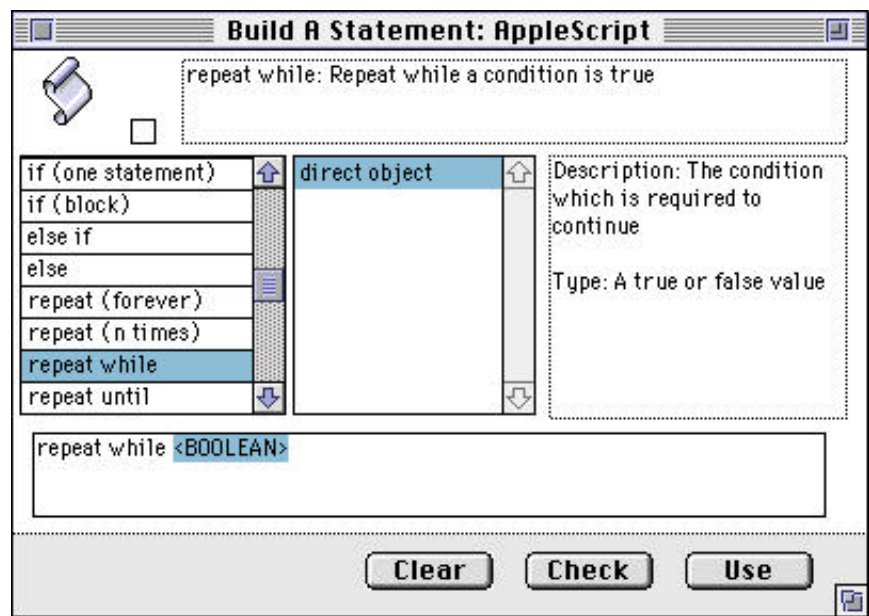 Build A Statement: AppleScript
repeat while: Repeat while a condition is true
if (one statement)
if (block)
else if
else
repeat (forever)
repeat (n times)
repeat while
repeat until
direct object
Description: The condition
which is required to
continue
Type: A true or false value
repeat while <BOOLEAN>
Clear
Check
Use